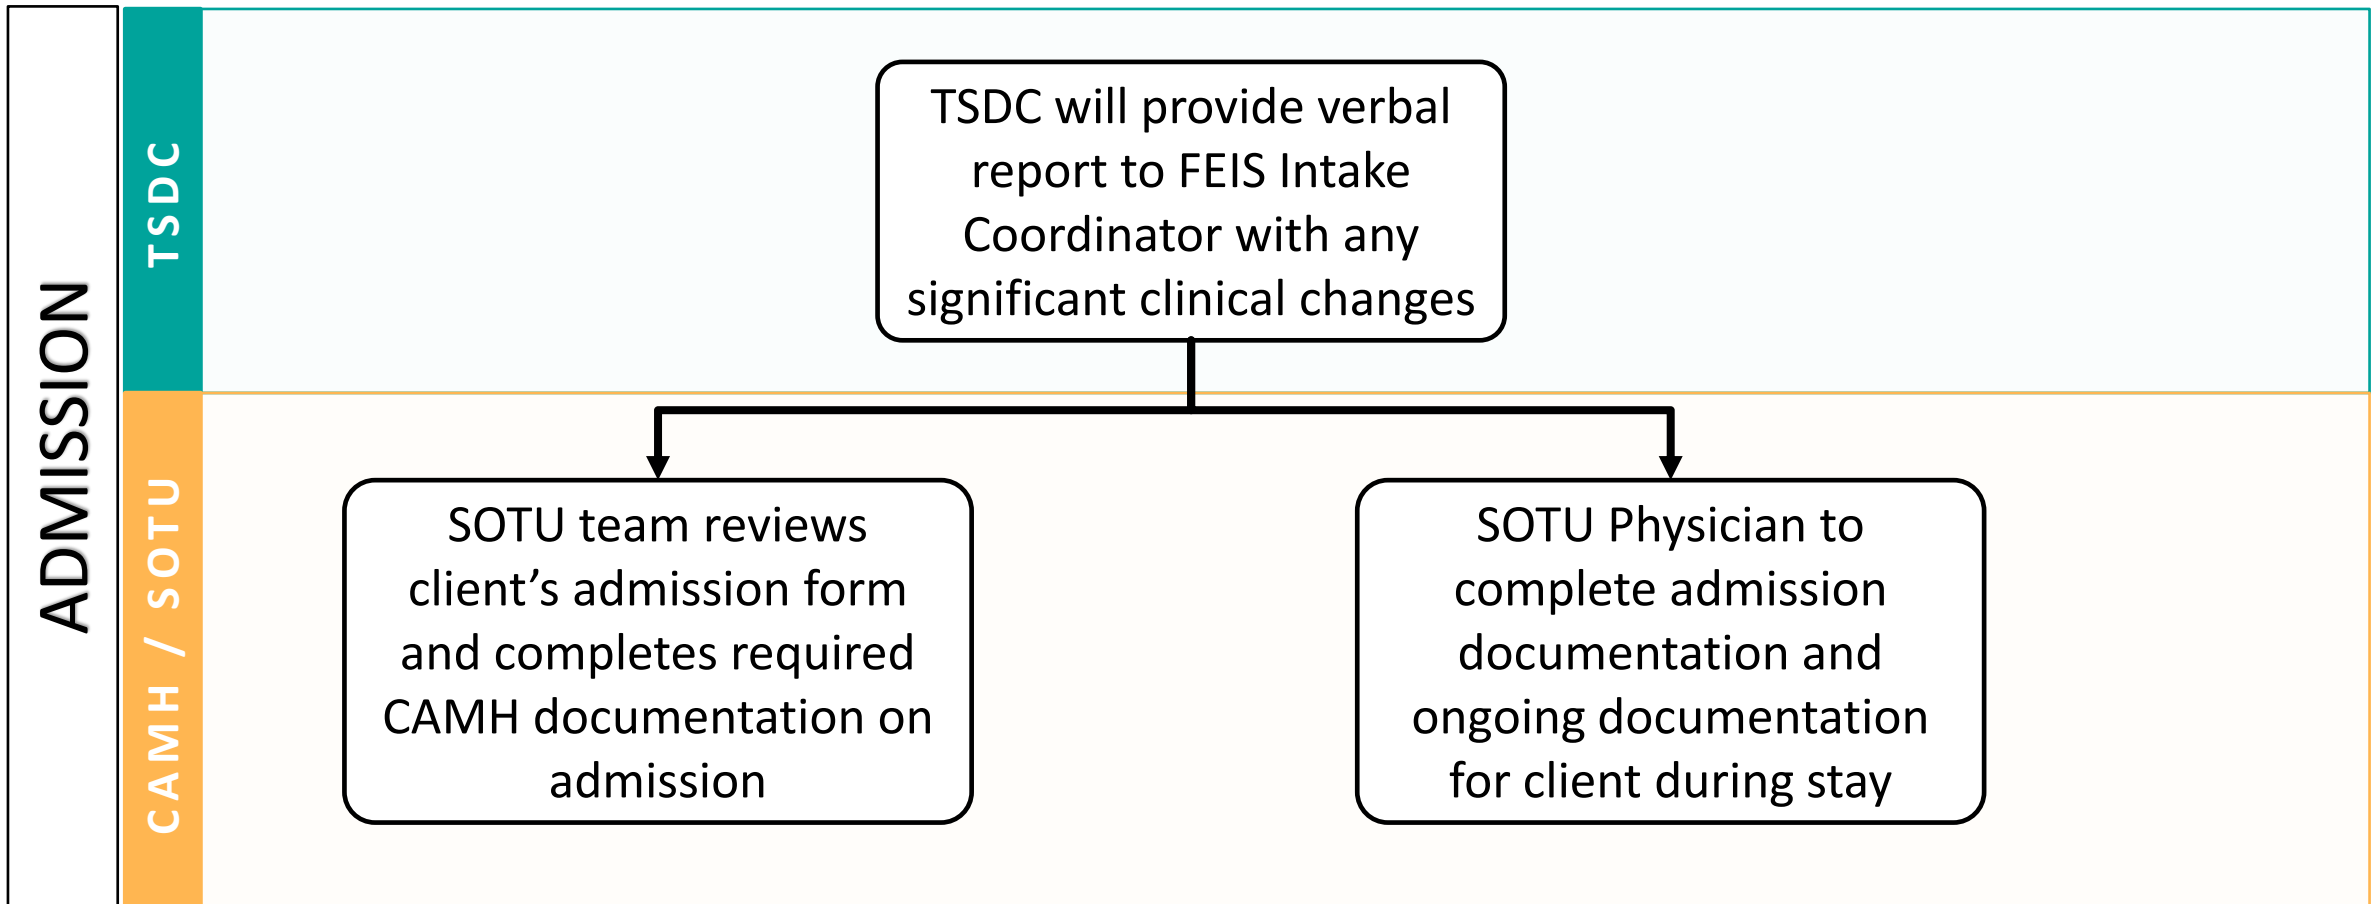 ADMISSION
TSDC
TSDC will provide verbal
report to FEIS Intake
Coordinator with any
significant clinical changes
CAMH / SOTU
SOTU team reviews
client’s admission form
and completes required
CAMH documentation on
admission
SOTU Physician to
complete admission
documentation and
ongoing documentation
for client during stay